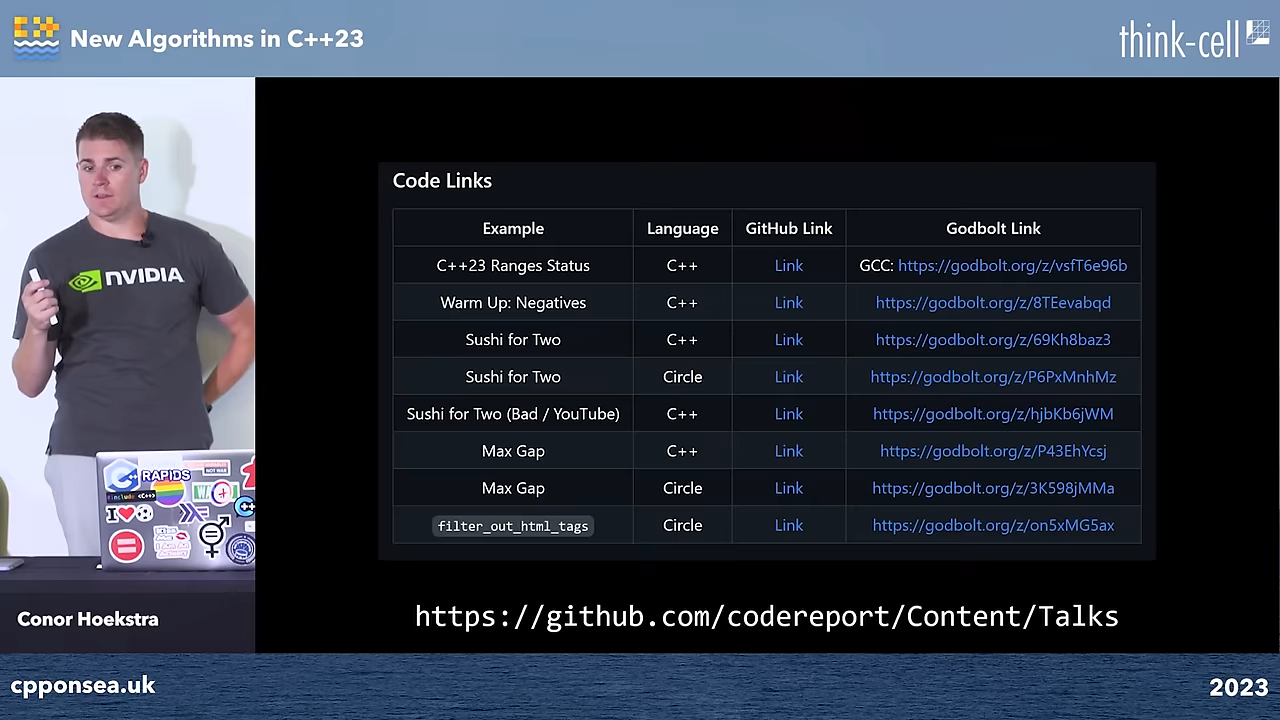 New Algorithms in C++23
think-cell
Code Links
Example Language GitHub Link Godbolt Link
C++23 Ranges Status C++ Link GCC: https://godbolt.org/z/vsfT6e96b
Warm Up: Negatives C++ Link https://godbolt.org/z/8TEevabqd
Sushi for Two C++ Link https://godbolt.org/z/69Kh8baz3
Sushi for Two Circle Link https://godbolt.org/z/P6PxMnhMz
Sushi for Two (Bad / YouTube) C++ Link https://godbolt.org/z/hjbKb6jWM
Max Gap C++ Link https://godbolt.org/z/P43EhYcsj
Max Gap Circle Link https://godbolt.org/z/3K598jMMa
filter_out_html_tags Circle Link https://godbolt.org/z/on5xMG5ax
https://github.com/codereport/Content/Talks
NVIDIA
RAPIDS
#include <C++>
Conor Hoekstra
cpponsea.uk
2023